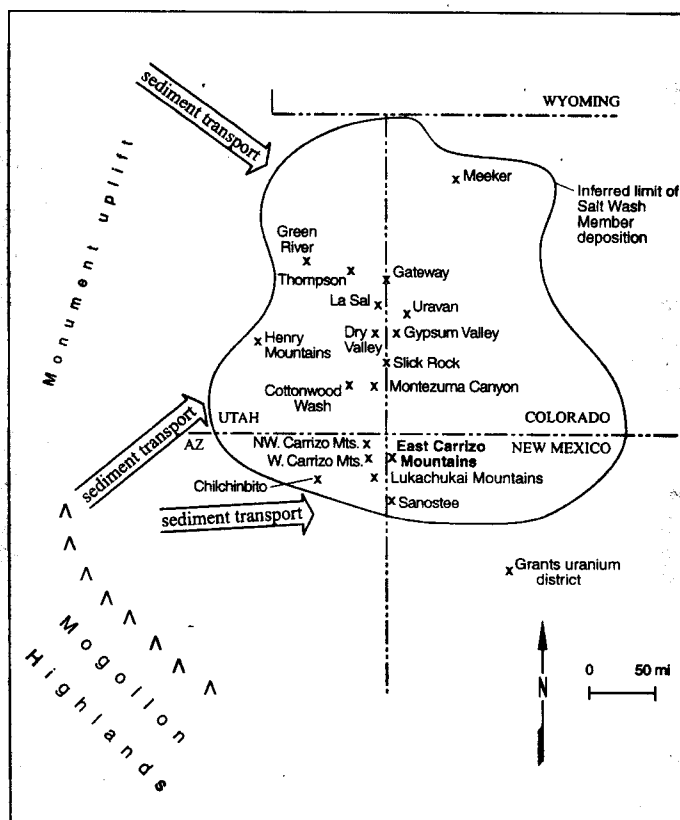 sediment transport
WYOMING
Meeker
Inferred limit of
Salt Wash
Member
deposition
Monument uplift
Green
River
Thompson
Gateway
La Sal
Uravan
Dry
Valley
Gypsum Valley
Henry
Mountains
Slick Rock
Cottonwood
Wash
Montezuma Canyon
UTAH
COLORADO
AZ
NEW MEXICO
sediment transport
NW. Carrizo Mts.
East Carrizo
Mountains
W. Carrizo Mts.
Lukachukai Mountains
Chilchinbito
Sanostee
sediment transport
Grants uranium
district
Mogollon
Highlands
N
0 50 mi